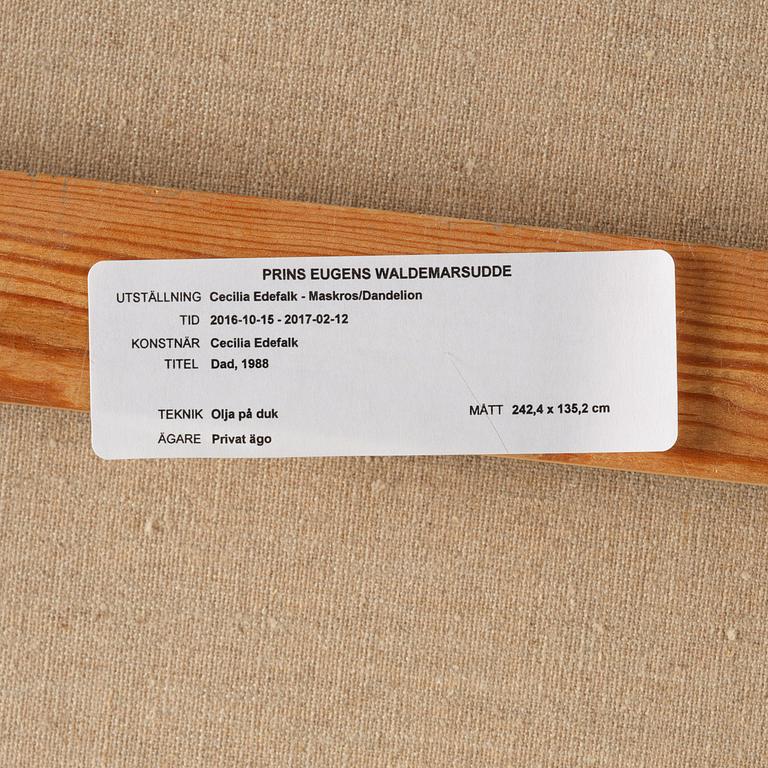 PRINS EUGENS WALDEMARSUDDE
UTSTÄLLNING Cecilia Edefalk - Maskros/Dandelion
TID 2016-10-15 - 2017-02-12
KONSTNÄR Cecilia Edefalk
TITEL Dad, 1988
TEKNIK Olja på duk MÅTT 242,4 x 135,2 cm
ÄGARE Privat ägo